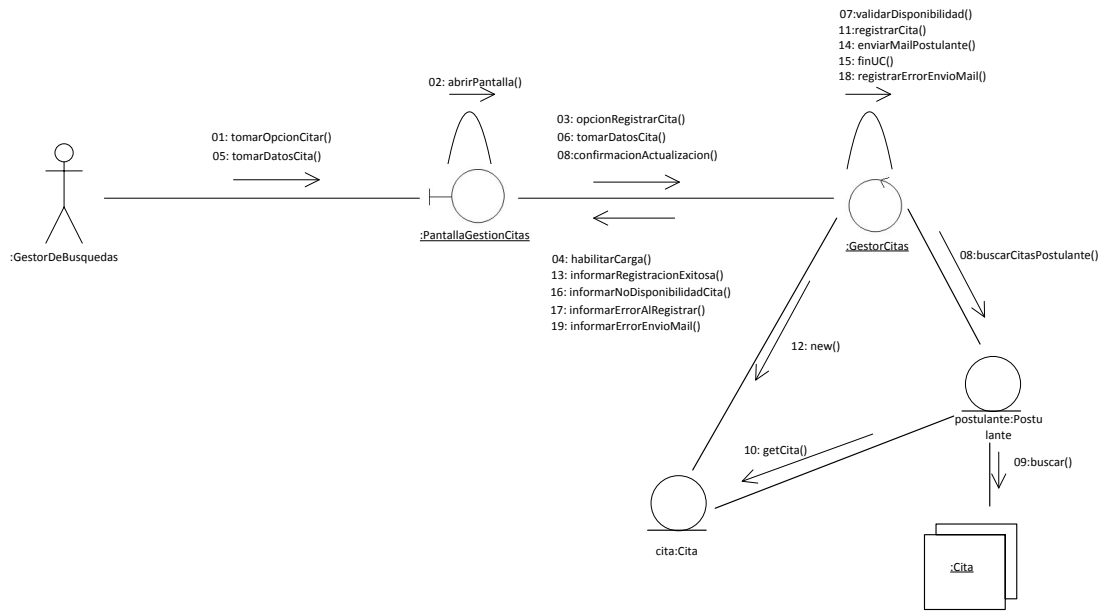 07:validarDisponibilidad()
11:registrarCita()
14: enviarMailPostulante()
15: finUC()
18: registrarErrorEnvioMail()
02: abrirPantalla()
03: opcionRegistrarCita()
06: tomarDatosCita()
08:confirmacionActualizacion()
01: tomarOpcionCitar()
05: tomarDatosCita()
:GestorDeBusquedas
:PantallaGestionCitas
:GestorCitas
04: habilitarCarga()
13: informarRegistracionExitosa()
16: informarNoDisponibilidadCita()
17: informarErrorAlRegistrar()
19: informarErrorEnvioMail()
08:buscarCitasPostulante()
12: new()
postulante:Postu
lante
10: getCita()
09:buscar()
cita:Cita
:Cita